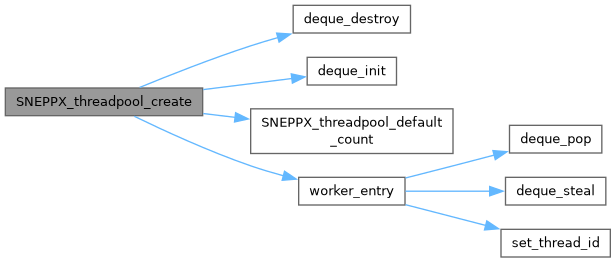 SNEPPX_threadpool_create
deque_destroy
deque_init
SNEPPX_threadpool_default
_count
worker_entry
deque_pop
deque_steal
set_thread_id